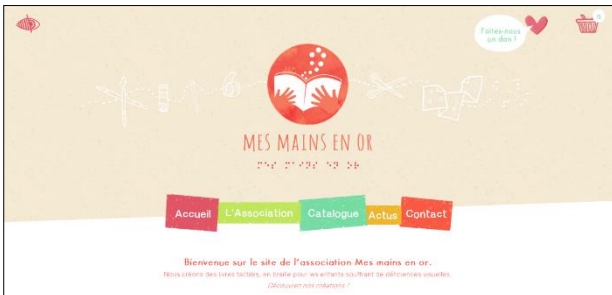 Faites-nous
un don !
0
MES MAINS EN OR
⠍⠑⠎ ⠍⠁⠊⠝⠎ ⠑⠝ ⠕⠗
Accueil L'Association Catalogue Actus Contact
Bienvenue sur le site de l'association Mes mains en or.
Nous créons des livres tactiles, en braille pour les enfants souffrant de déficiences visuelles.
Découvrez nos créations !